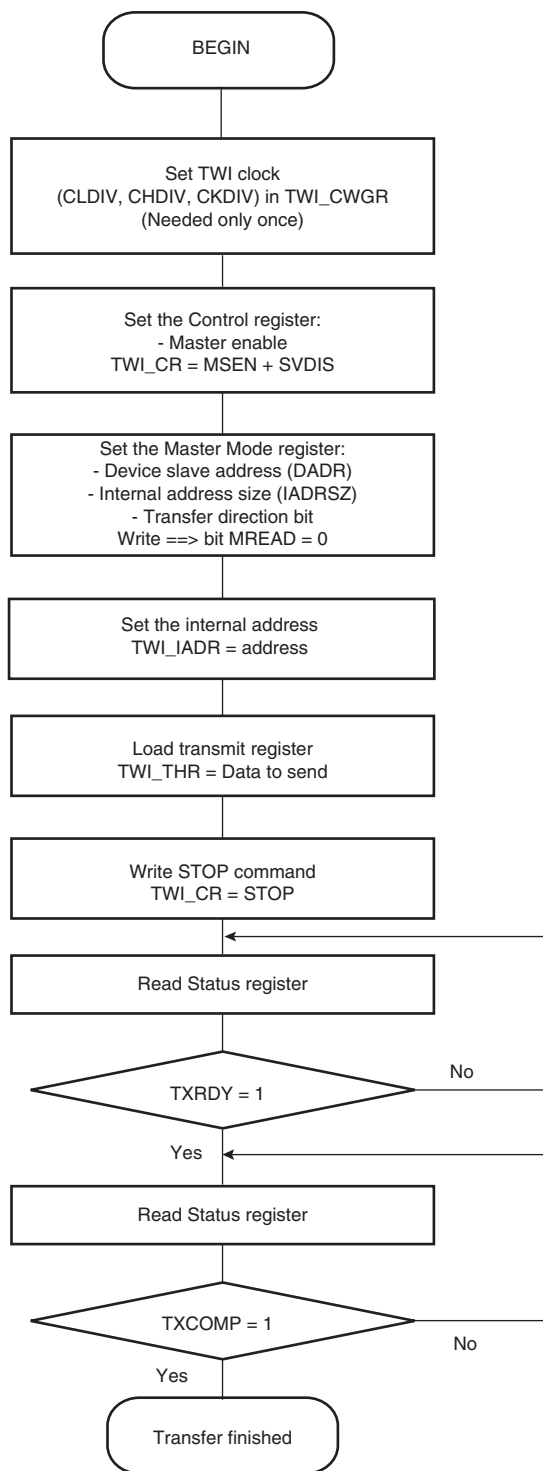 BEGIN
Set TWI clock
(CLDIV, CHDIV, CKDIV) in TWI_CWGR
(Needed only once)
Set the Control register:
- Master enable
TWI_CR = MSEN + SVDIS
Set the Master Mode register:
- Device slave address (DADR)
- Internal address size (IADRSZ)
- Transfer direction bit
Write ==> bit MREAD = 0
Set the internal address
TWI_IADR = address
Load transmit register
TWI_THR = Data to send
Write STOP command
TWI_CR = STOP
Read Status register
TXRDY = 1
No
Yes
Read Status register
TXCOMP = 1
No
Yes
Transfer finished